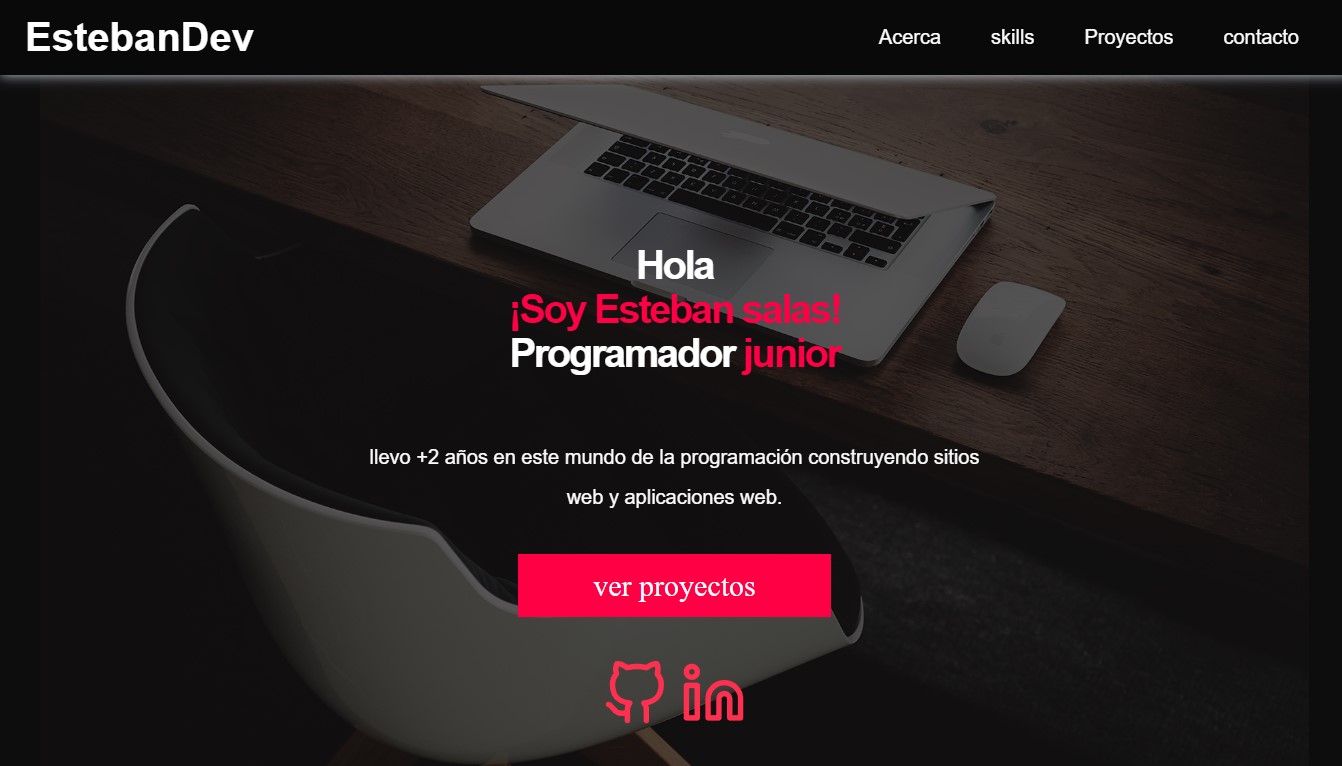 EstebanDev
Acerca skills Proyectos contacto
Hola
¡Soy Esteban salas!
Programador junior
llevo +2 años en este mundo de la programación construyendo sitios
web y aplicaciones web.
ver proyectos
in